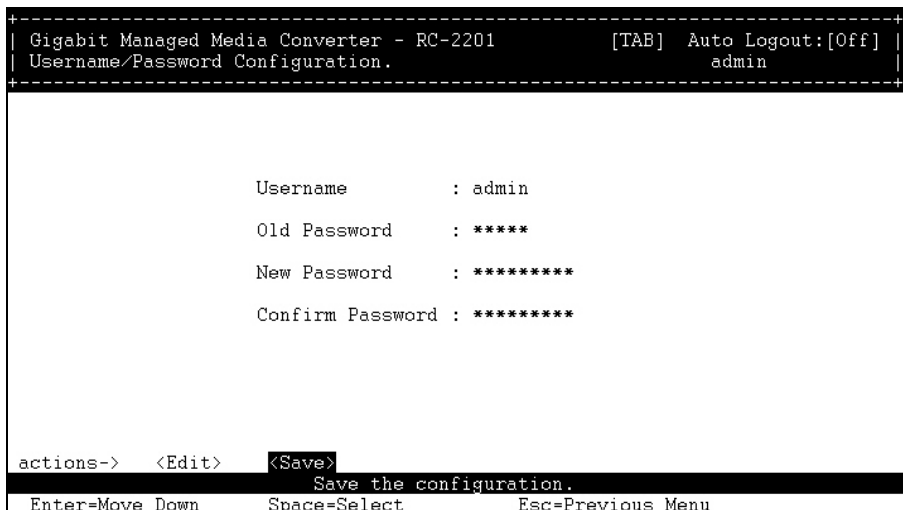 Gigabit Managed Media Converter - RC-2201 [TAB] Auto Logout:[Off]
Username/Password Configuration. admin
Username : admin
Old Password : *****
New Password : *********
Confirm Password : *********
actions-> <Edit> <Save>
Save the configuration.
Enter=Move Down Space=Select Esc=Previous Menu